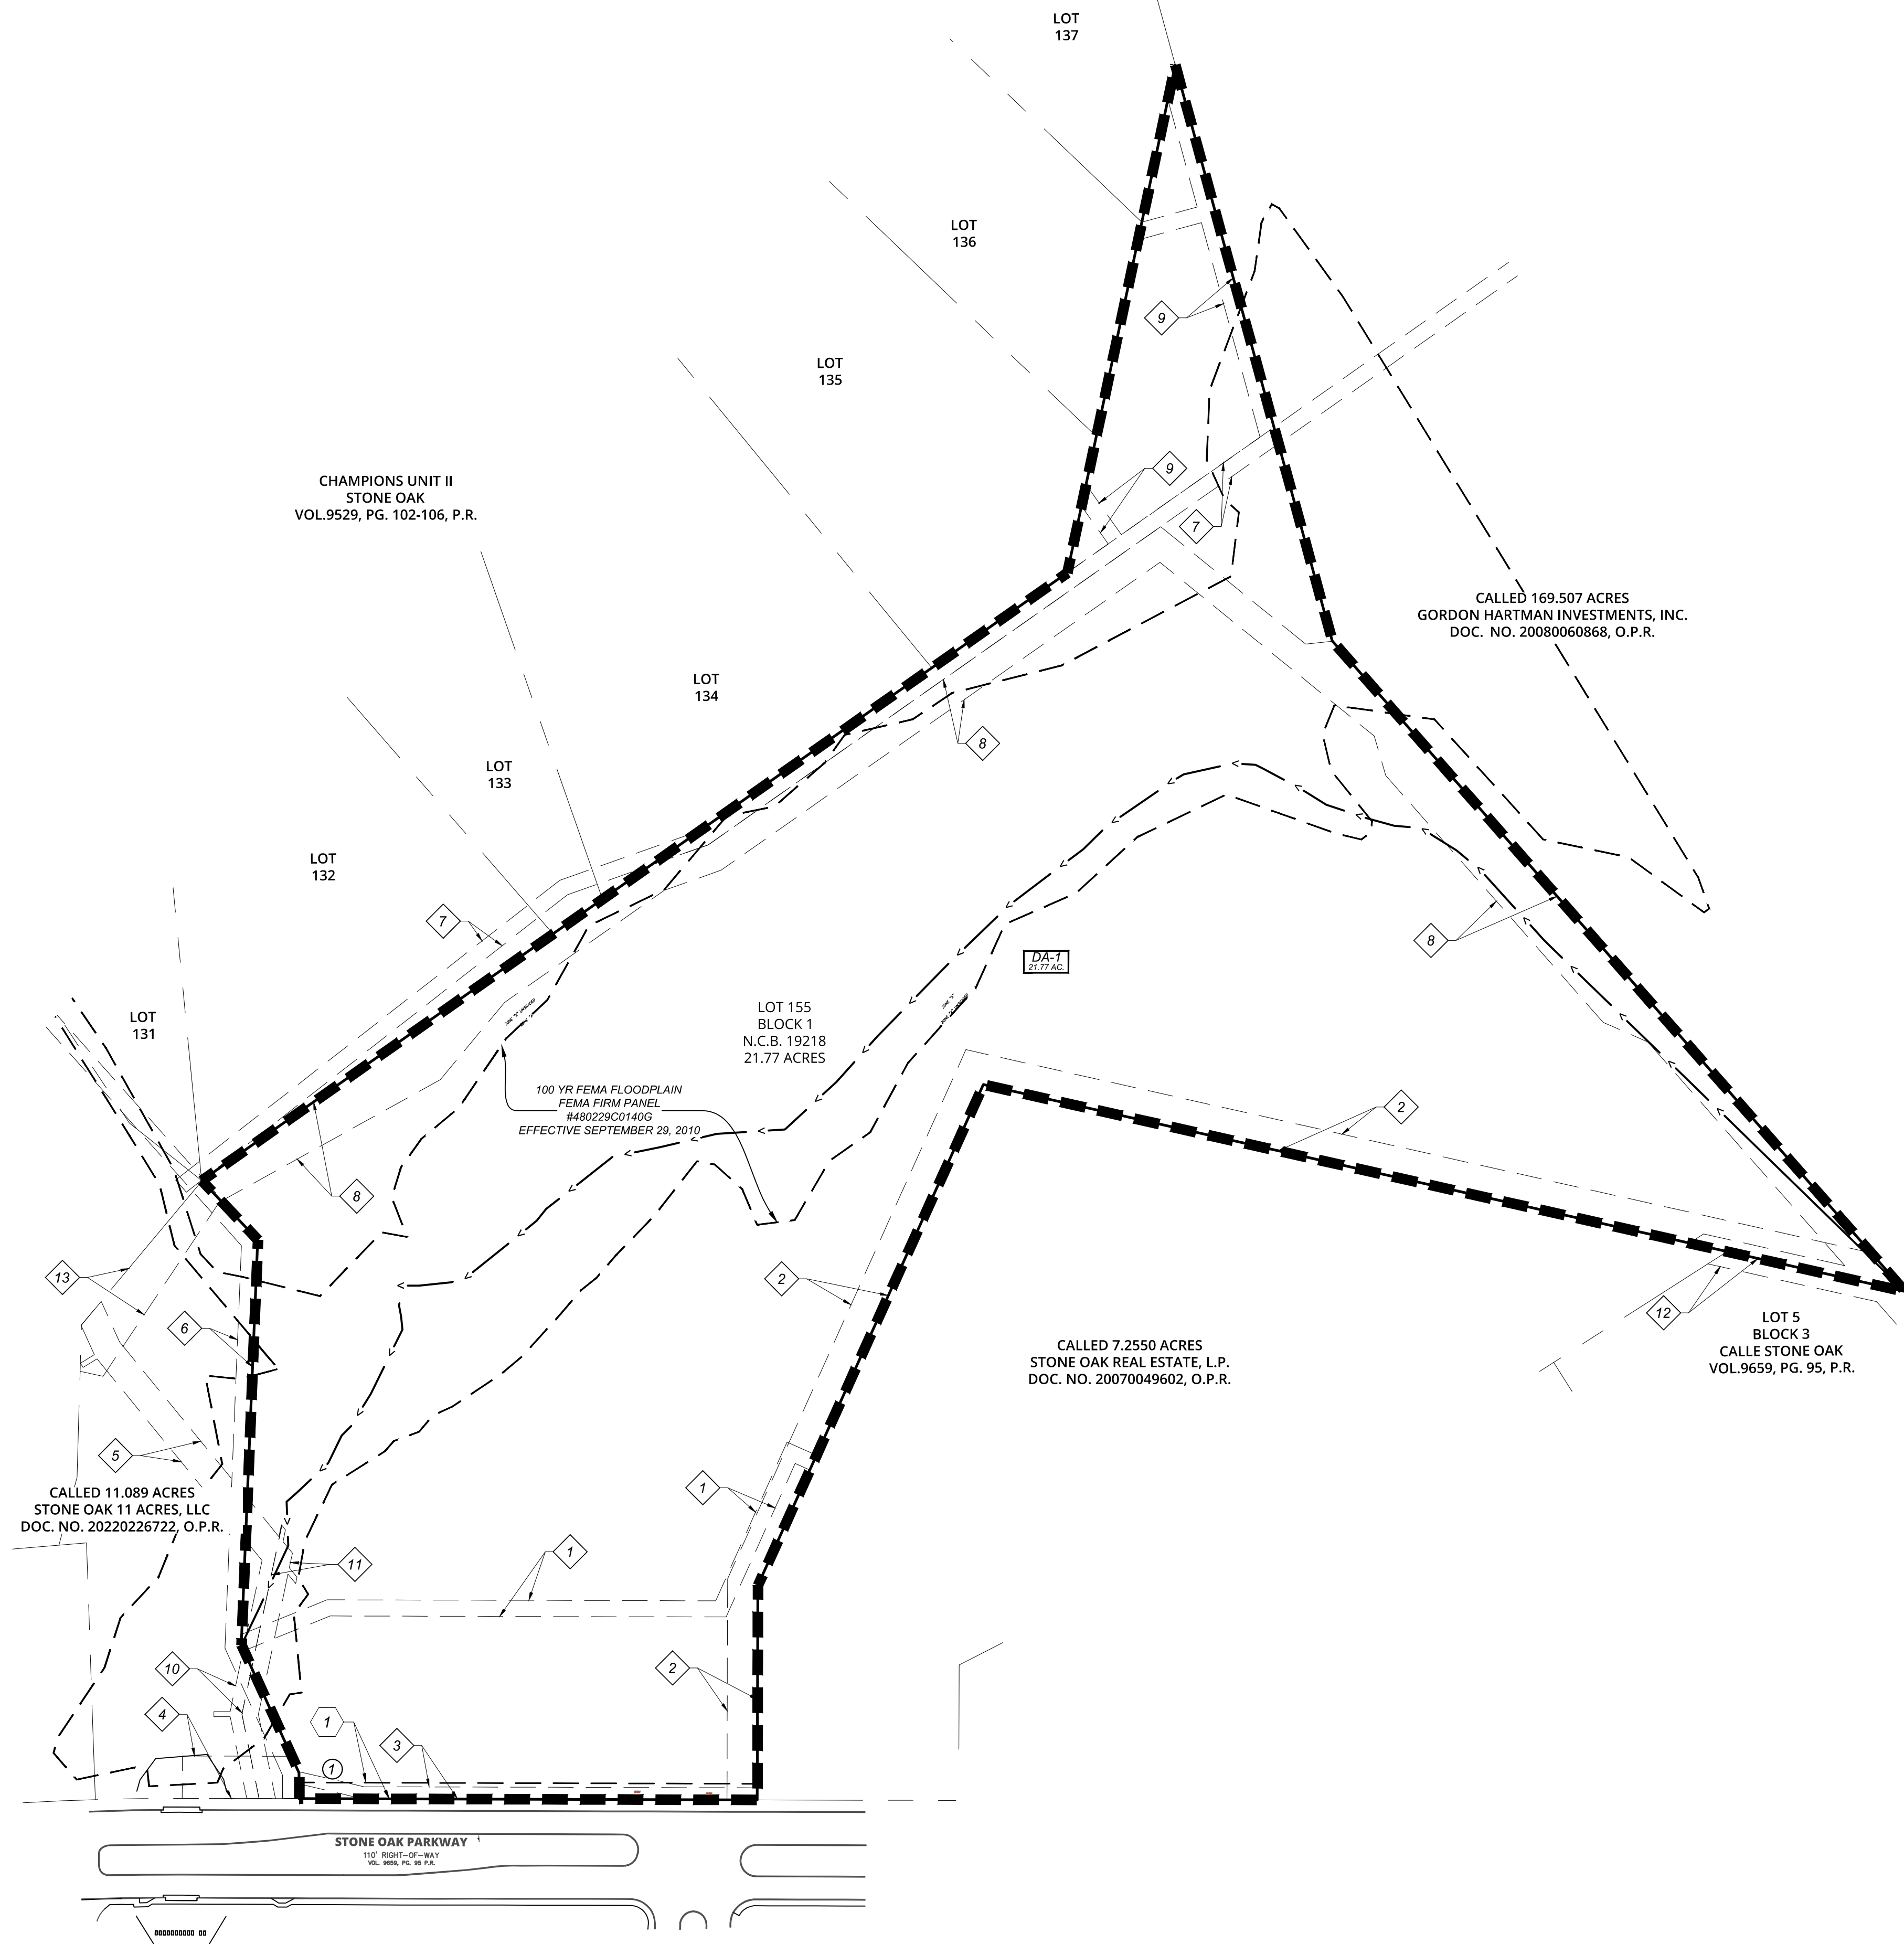 LOT
137
LOT
136
9
LOT
135
9
CHAMPIONS UNIT II
STONE OAK
VOL.9529, PG. 102-106, P.R.
7
CALLED 169.507 ACRES
GORDON HARTMAN INVESTMENTS, INC.
DOC. NO. 20080060868, O.P.R.
LOT
134
8
LOT
133
LOT
132
7
8
DA-1
21.77 AC.
LOT
131
LOT 155
BLOCK 1
N.C.B. 19218
21.77 ACRES
100 YR FEMA FLOODPLAIN
FEMA FIRM PANEL
#480229C0140G
EFFECTIVE SEPTEMBER 29, 2010
2
8
13
2
6
12
LOT 5
BLOCK 3
CALLE STONE OAK
VOL.9659, PG. 95, P.R.
CALLED 7.2550 ACRES
STONE OAK REAL ESTATE, L.P.
DOC. NO. 20070049602, O.P.R.
5
1
CALLED 11.089 ACRES
STONE OAK 11 ACRES, LLC
DOC. NO. 20220226722, O.P.R.
11
1
10
2
4
1
3
1
STONE OAK PARKWAY
110' RIGHT-OF-WAY
VOL. 9659, PG. 95 P.R.